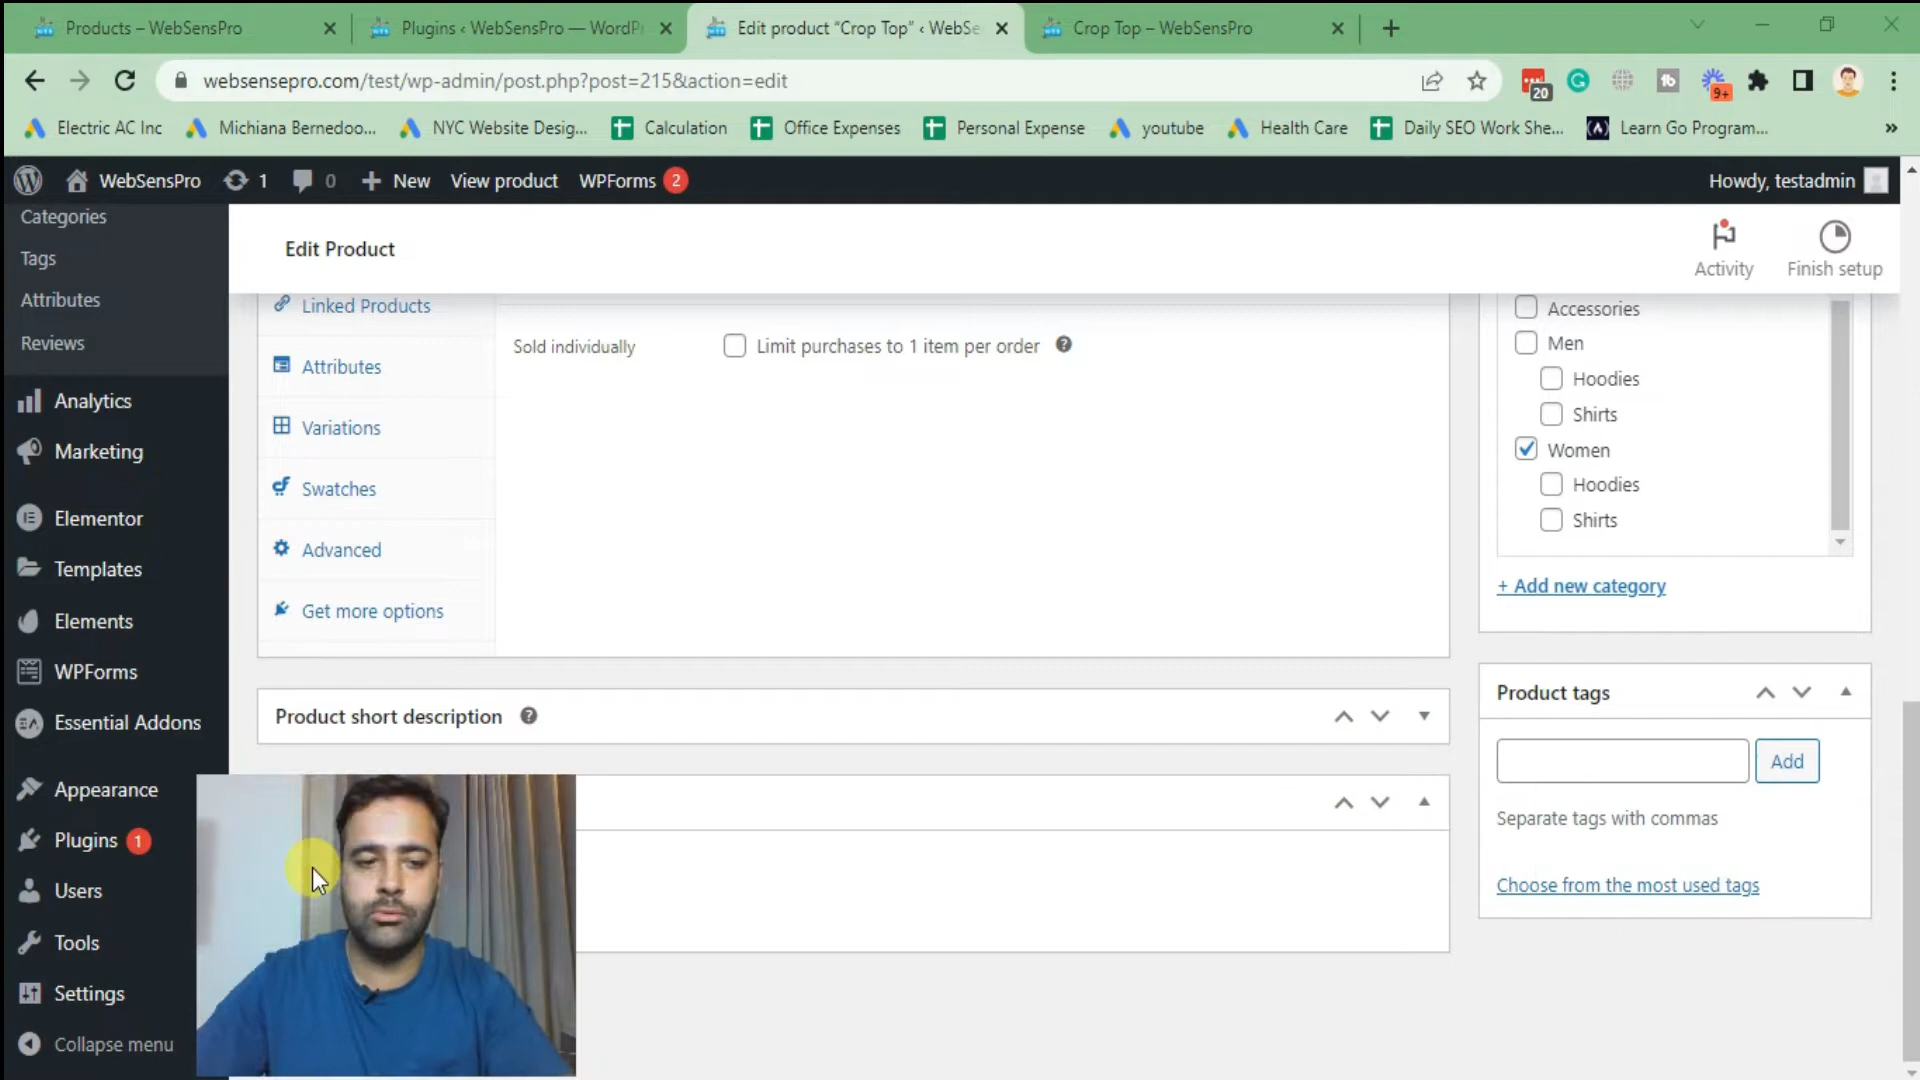 Products – WebSensPro
Plugins ‹ WebSensPro — WordPr
Edit product “Crop Top” ‹ WebSe
Crop Top – WebSensPro
websensepro.com/test/wp-admin/post.php?post=215&action=edit
20
9+
Electric AC Inc
Michiana Bernedoo...
NYC Website Desig...
Calculation
Office Expenses
Personal Expense
youtube
Health Care
Daily SEO Work She...
Learn Go Program...
WebSensPro
1
0
New
View product
WPForms 2
Howdy, testadmin
Categories
Tags
Attributes
Reviews
Analytics
Marketing
Elementor
Templates
Elements
WPForms
Essential Addons
Appearance
Plugins 1
Users
Tools
Settings
Collapse menu
Edit Product
Activity
Finish setup
Linked Products
Attributes
Variations
Swatches
Advanced
Get more options
Sold individually
Limit purchases to 1 item per order
Product short description
Accessories
Men
Hoodies
Shirts
Women
Hoodies
Shirts
+ Add new category
Product tags
Add
Separate tags with commas
Choose from the most used tags